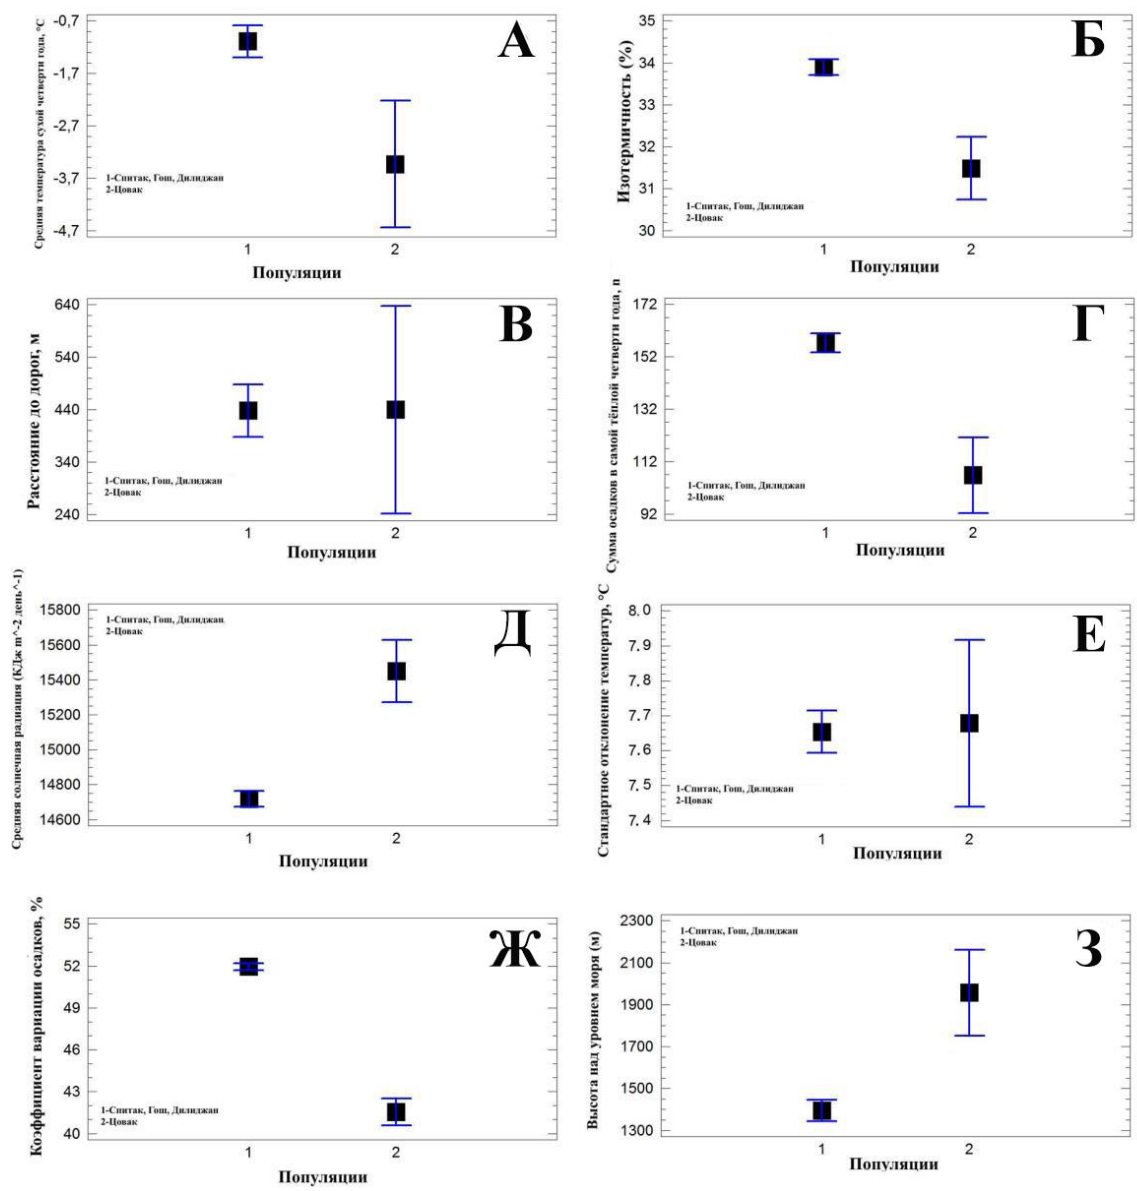 Средняя температура сухой четверти года, °C
-0,7
-1,7
-2,7
-3,7
-4,7
А
1-Спитак, Гош, Дилиджан
2-Цовак
1 2
Популяции
Изотермичность (%)
35
34
33
32
31
30
Б
1-Спитак, Гош, Дилиджан
2-Цовак
1 2
Популяции
Расстояние до дорог, м
640
540
440
340
240
В
1-Спитак, Гош, Дилиджан
2-Цовак
1 2
Популяции
Сумма осадков в самой тёплой четверти года, п
172
152
132
112
92
Г
1-Спитак, Гош, Дилиджан
2-Цовак
1 2
Популяции
Средняя солнечная радиация (КДж m^-2 день^-1)
15800
15600
15400
15200
15000
14800
14600
1-Спитак, Гош, Дилиджан
2-Цовак
Д
1 2
Популяции
Стандартное отклонение температур, °C
8,0
7,9
7,8
7,7
7,6
7,5
7,4
Е
1-Спитак, Гош, Дилиджан
2-Цовак
1 2
Популяции
Коэффициент вариации осадков, %
55
52
49
46
43
40
Ж
1-Спитак, Гош, Дилиджан
2-Цовак
1 2
Популяции
Высота над уровнем моря (м)
2300
2100
1900
1700
1500
1300
1-Спитак, Гош, Дилиджан
2-Цовак
З
1 2
Популяции